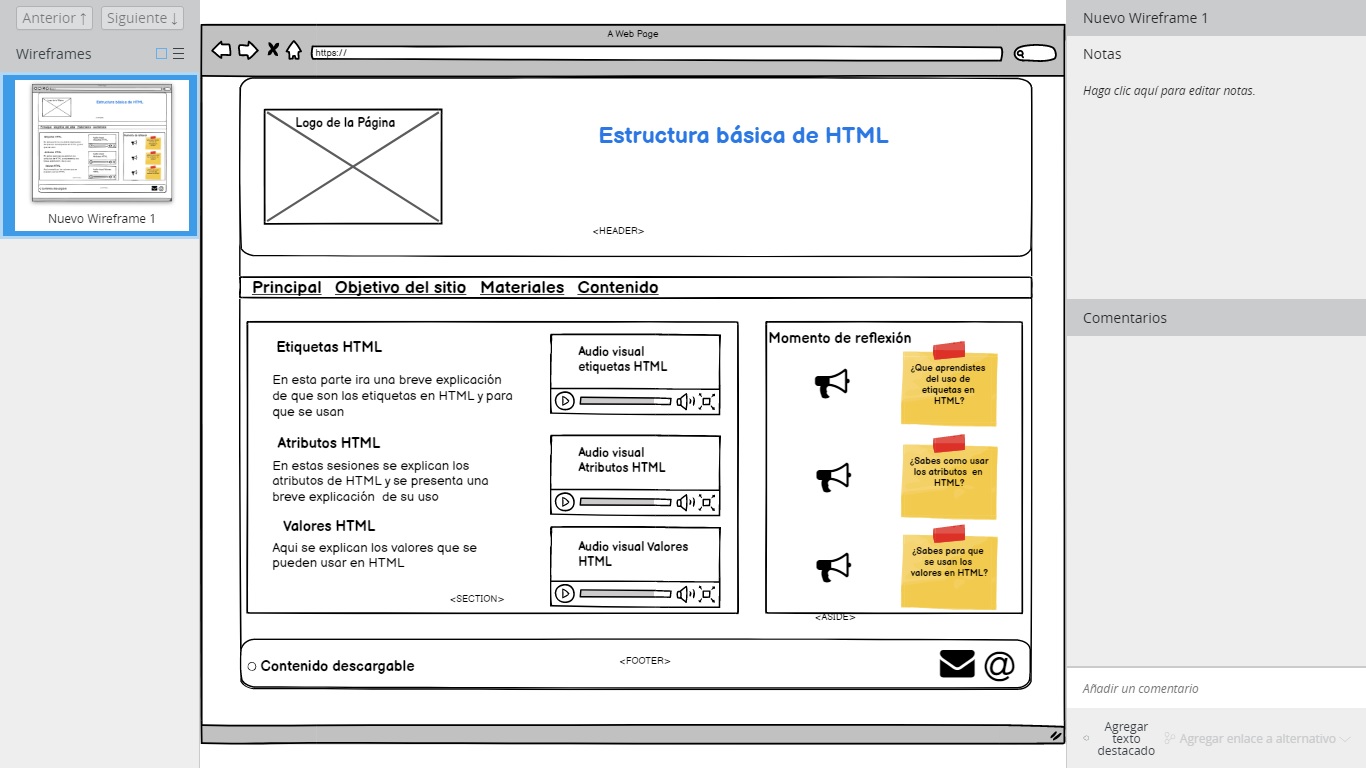 Anterior ↑ Siguiente ↓
Wireframes
Nuevo Wireframe 1
A Web Page
https://
Logo de la Página
Estructura básica de HTML
<HEADER>
Principal Objetivo del sitio Materiales Contenido
Etiquetas HTML
En esta parte ira una breve explicación
de que son las etiquetas en HTML y para
que se usan
Audio visual
etiquetas HTML
Atributos HTML
En estas sesiones se explican los
atributos de HTML y se presenta una
breve explicación de su uso
Audio visual
Atributos HTML
Valores HTML
Aqui se explican los valores que se
pueden usar en HTML
Audio visual Valores
HTML
<SECTION>
Momento de reflexión
¿Que aprendistes
del uso de
etiquetas en
HTML?
¿Sabes como usar
los atributos en
HTML?
¿Sabes para que
se usan los
valores en HTML?
<ASIDE>
Contenido descargable
<FOOTER>
@
Nuevo Wireframe 1
Notas
Haga clic aquí para editar notas.
Comentarios
Añadir un comentario
Agregar
texto
destacado
Agregar enlace a alternativo